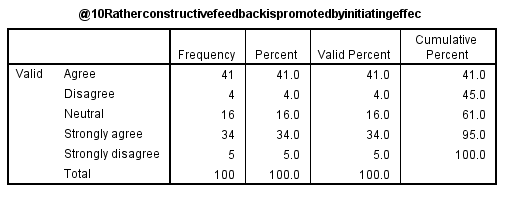 @10Ratherconstructivefeedbackispromotedbyinitiatingeffec
Frequency Percent Valid Percent Cumulative Percent
Valid Agree 41 41.0 41.0 41.0
Disagree 4 4.0 4.0 45.0
Neutral 16 16.0 16.0 61.0
Strongly agree 34 34.0 34.0 95.0
Strongly disagree 5 5.0 5.0 100.0
Total 100 100.0 100.0